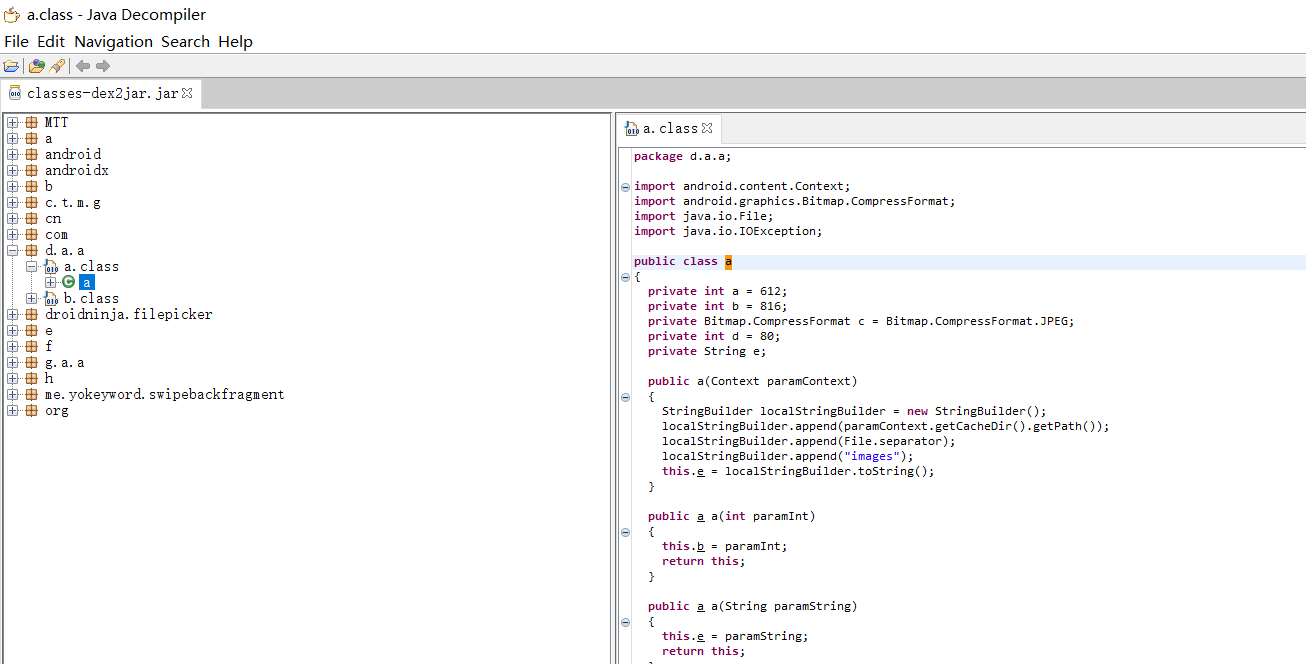 a.class - Java Decompiler
File Edit Navigation Search Help
classes-dex2jar.jar
MTT
a
android
androidx
b
c.t.m.g
cn
com
d.a.a
a.class
a
b.class
droidninja.filepicker
e
f
g.a.a
h
me.yokeyword.swipebackfragment
org
a.class
package d.a.a;
import android.content.Context;
import android.graphics.Bitmap.CompressFormat;
import java.io.File;
import java.io.IOException;
public class a
{
private int a = 612;
private int b = 816;
private Bitmap.CompressFormat c = Bitmap.CompressFormat.JPEG;
private int d = 80;
private String e;
public a(Context paramContext)
{
StringBuilder localStringBuilder = new StringBuilder();
localStringBuilder.append(paramContext.getCacheDir().getPath());
localStringBuilder.append(File.separator);
localStringBuilder.append("images");
this.e = localStringBuilder.toString();
}
public a a(int paramInt)
{
this.b = paramInt;
return this;
}
public a a(String paramString)
{
this.e = paramString;
return this;